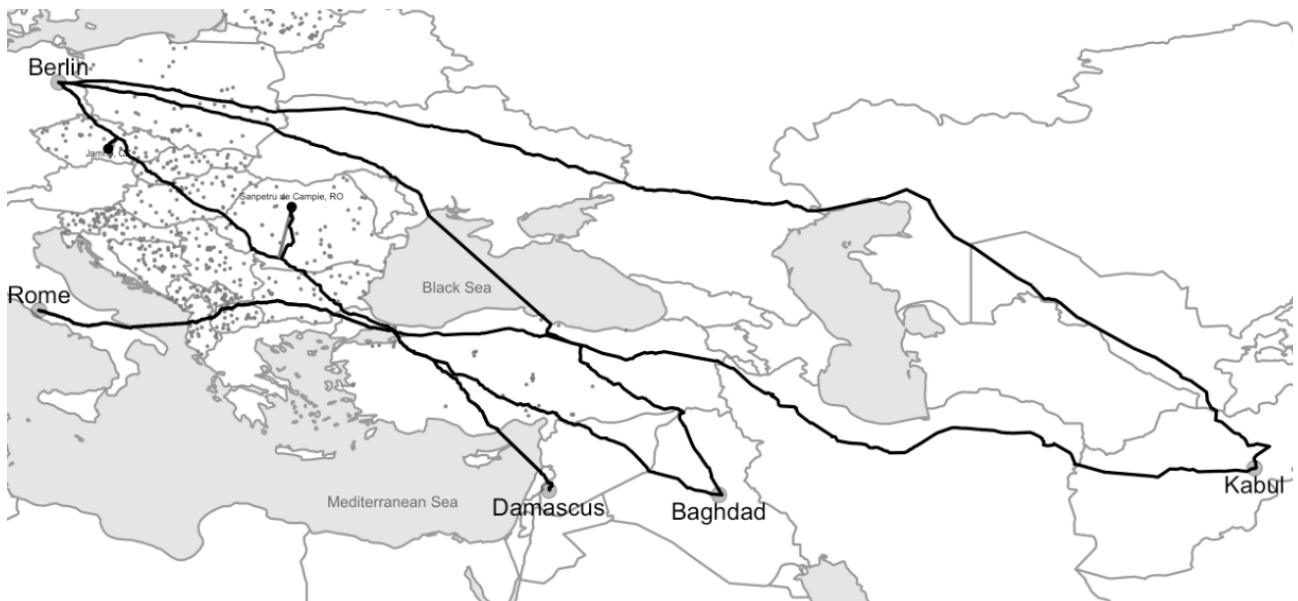 Berlin
Sanpetru de Campie, RO
Rome
Black Sea
Mediterranean Sea
Damascus
Baghdad
Kabul